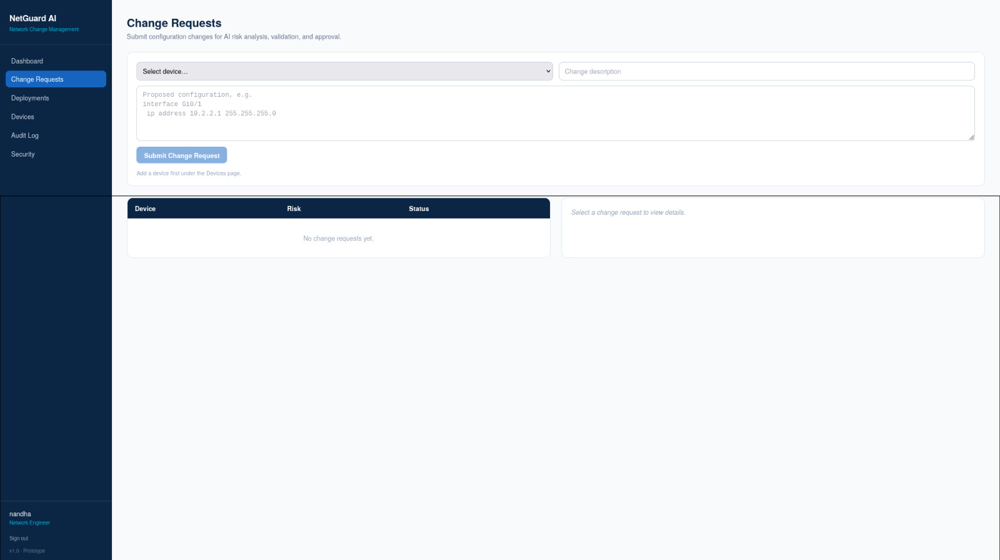 NetGuard AI
Network Change Management
Dashboard
Change Requests
Deployments
Devices
Audit Log
Security
nandha
Network Engineer
Sign out
v1.0 · Prototype
Change Requests
Submit configuration changes for AI risk analysis, validation, and approval.
Select device...
Change description
Proposed configuration, e.g.
interface Gi0/1
ip address 10.2.2.1 255.255.255.0
Submit Change Request
Add a device first under the Devices page.
Device Risk Status
No change requests yet.
Select a change request to view details.